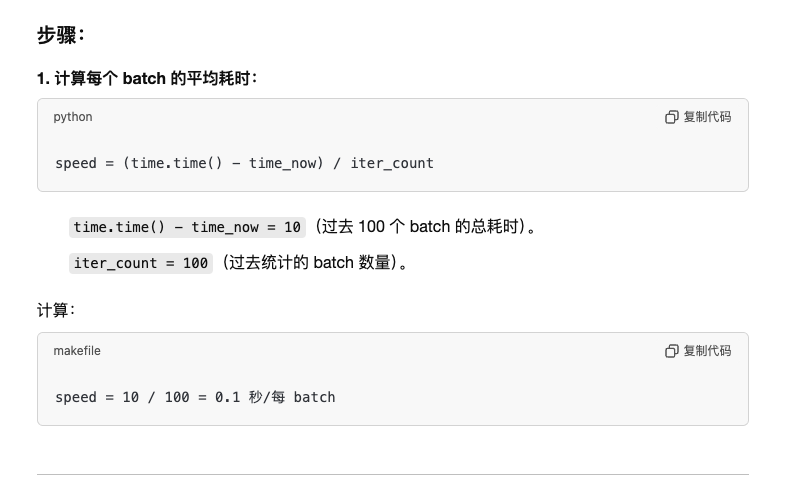 步骤：
1. 计算每个 batch 的平均耗时：
python
复制代码
speed = (time.time() - time_now) / iter_count
time.time() - time_now = 10（过去 100 个 batch 的总耗时）。
iter_count = 100（过去统计的 batch 数量）。
计算：
makefile
复制代码
speed = 10 / 100 = 0.1 秒/每 batch